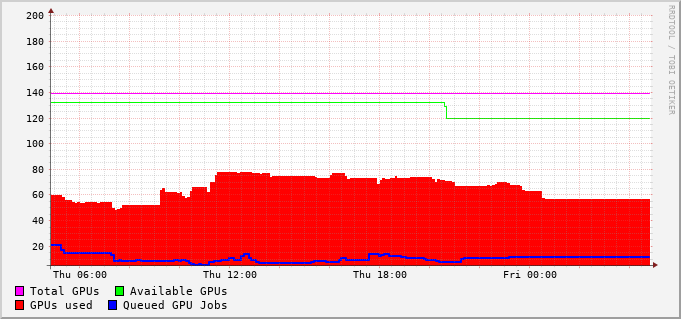 RRDTOOL / TOBI OETIKER
200
180
160
140
120
100
80
60
40
20
Thu 06:00 Thu 12:00 Thu 18:00 Fri 00:00
Total GPUs Available GPUs
GPUs used Queued GPU Jobs